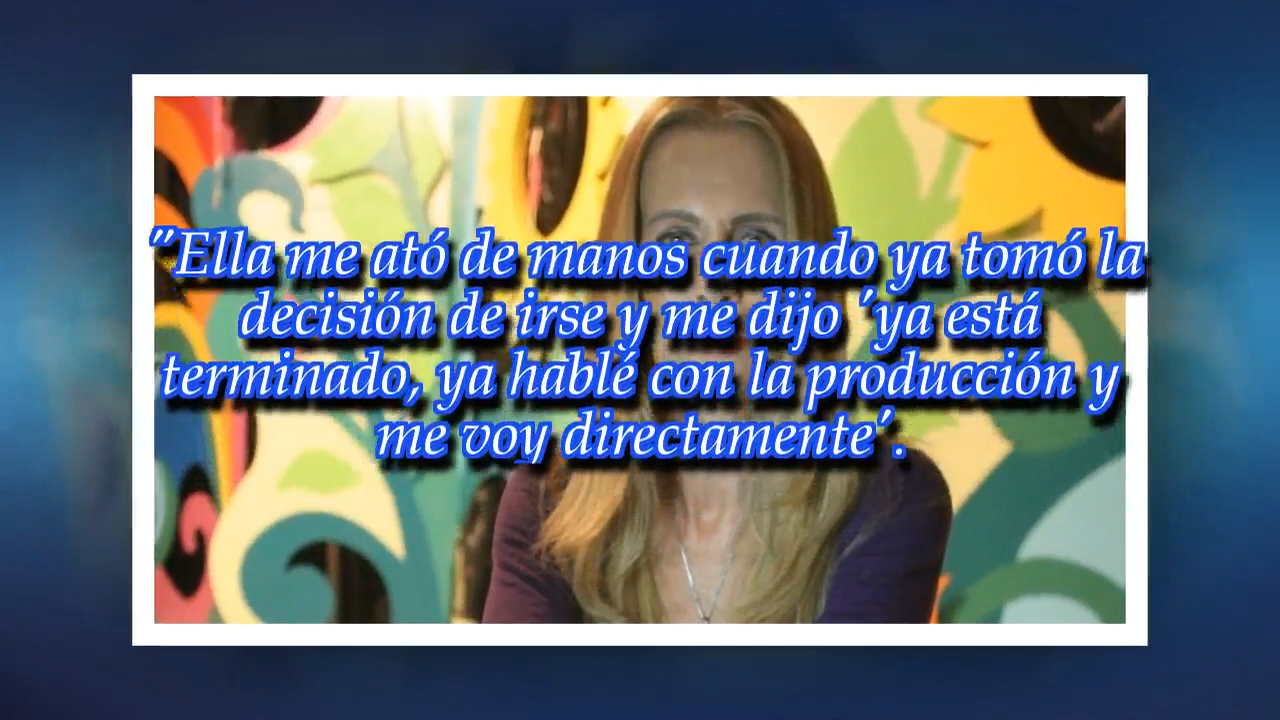 "Ella me ató de manos cuando ya tomó la
decisión de irse y me dijo 'ya está
terminado, ya hablé con la producción y
me voy directamente'.